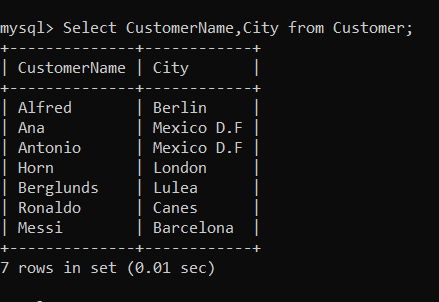 mysql> Select CustomerName,City from Customer;
+--------------+------------+
| CustomerName | City       |
+--------------+------------+
| Alfred       | Berlin     |
| Ana          | Mexico D.F |
| Antonio      | Mexico D.F |
| Horn         | London     |
| Berglunds    | Lulea      |
| Ronaldo      | Canes      |
| Messi        | Barcelona  |
+--------------+------------+
7 rows in set (0.01 sec)